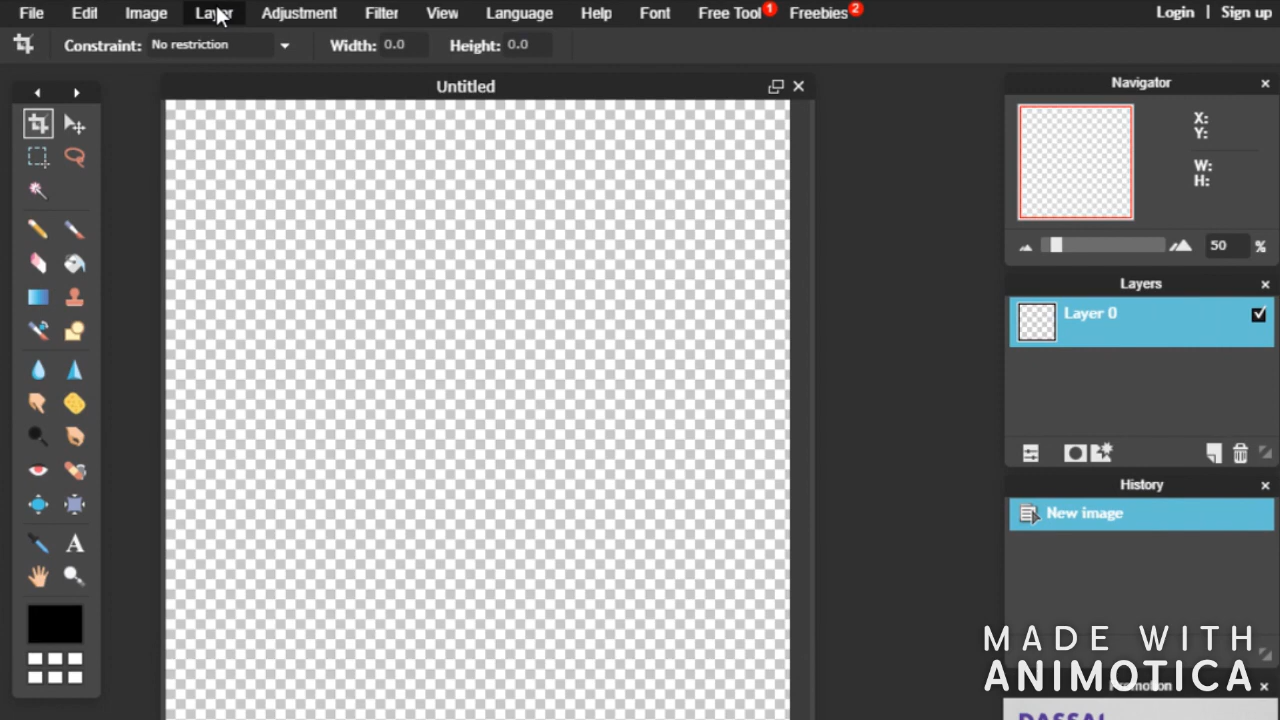 File Edit Image Layer Adjustment Filter View Language Help Font Free Tool 1 Freebies 2 Login | Sign up
Constraint: No restriction Width: 0.0 Height: 0.0
Untitled
Navigator
X:
Y:
W:
H:
50 %
Layers
Layer 0
History
New image
A
MADE WITH
ANIMOTICA
Promotion